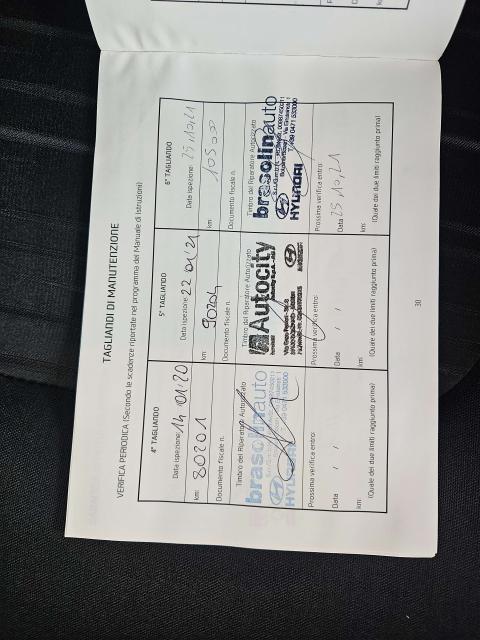 TAGLIANDI DI MANUTENZIONE
VERIFICA PERIODICA (Secondo le scadenze riportate nel programma del Manuale di istruzioni)
4° TAGLIANDO
Data ispezione 14 01/20
km 80201
Documento fiscale n.
Timbro del Riparatore Autorizzato
brasolinauto
HYUNDAI
Prossima verifica entro:
Data / /
km
(Quale dei due limiti raggiunto prima)
5° TAGLIANDO
Data ispezione 22 01/21
km 90204
Documento fiscale n.
Timbro del Riparatore Autorizzato
Autocity
Prossima verifica entro:
Data / /
km
(Quale dei due limiti raggiunto prima)
6° TAGLIANDO
Data ispezione 25 10/21
km 105000
Documento fiscale n.
Timbro del Riparatore Autorizzato
brasolinauto
HYUNDAI
Prossima verifica entro:
Data 25 10/21
km
(Quale dei due limiti raggiunto prima)
30